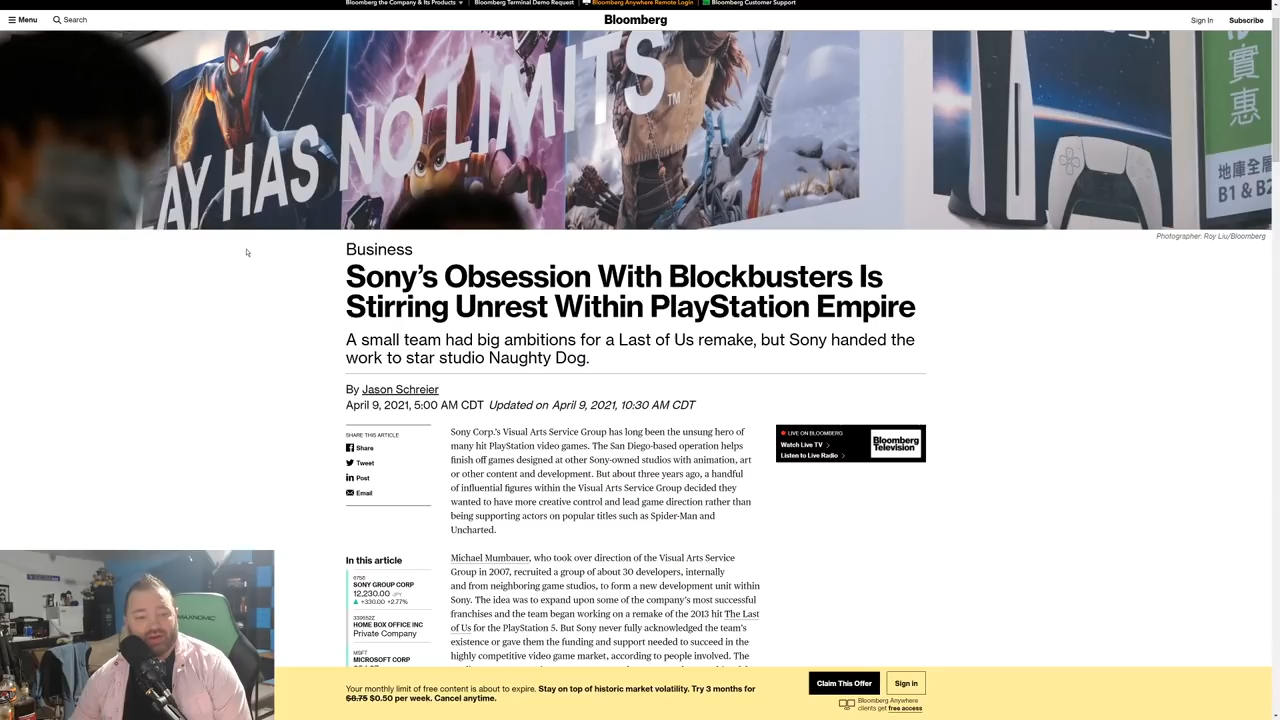 Bloomberg the Company & Its Products
Bloomberg Terminal Demo Request
Bloomberg Anywhere Remote Login
Bloomberg Customer Support
Menu
Search
Bloomberg
Sign In
Subscribe
LAY HAS NO LIMITS™
實
惠
地庫全層
B1 & B2
Photographer: Roy Liu/Bloomberg
Business
Sony’s Obsession With Blockbusters Is
Stirring Unrest Within PlayStation Empire
A small team had big ambitions for a Last of Us remake, but Sony handed the
work to star studio Naughty Dog.
By Jason Schreier
April 9, 2021, 5:00 AM CDT Updated on April 9, 2021, 10:30 AM CDT
SHARE THIS ARTICLE
Share
Tweet
Post
Email
Sony Corp.’s Visual Arts Service Group has long been the unsung hero of
many hit PlayStation video games. The San Diego-based operation helps
finish off games designed at other Sony-owned studios with animation, art
or other content and development. But about three years ago, a handful
of influential figures within the Visual Arts Service Group decided they
wanted to have more creative control and lead game direction rather than
being supporting actors on popular titles such as Spider-Man and
Uncharted.
LIVE ON BLOOMBERG
Watch Live TV
Listen to Live Radio
Bloomberg
Television
In this article
6758
SONY GROUP CORP
12,230.00 JPY
▲ +330.00 +2.77%
HOME BOX OFFICE INC
Private Company
MSFT
MICROSOFT CORP
Michael Mumbauer, who took over direction of the Visual Arts Service
Group in 2007, recruited a group of about 30 developers, internally
and from neighboring game studios, to form a new development unit within
Sony. The idea was to expand upon some of the company’s most successful
franchises and the team began working on a remake of the 2013 hit The Last
of Us for the PlayStation 5. But Sony never fully acknowledged the team’s
existence or gave them the funding and support needed to succeed in the
highly competitive video game market, according to people involved. The
MAXNOMIC
Your monthly limit of free content is about to expire. Stay on top of historic market volatility. Try 3 months for
$8.75 $0.50 per week. Cancel anytime.
Claim This Offer
Sign in
Bloomberg Anywhere
clients get free access